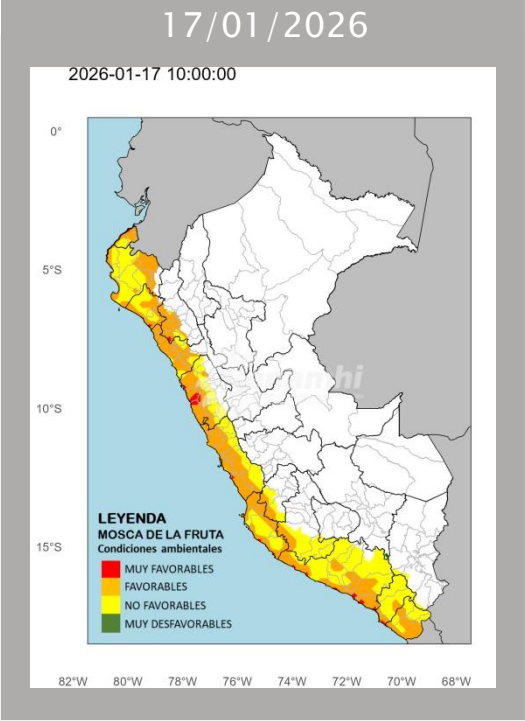 17/01/2026
2026-01-17 10:00:00
0°
5°S
10°S
15°S
senamhi
LEYENDA
MOSCA DE LA FRUTA
Condiciones ambientales
MUY FAVORABLES
FAVORABLES
NO FAVORABLES
MUY DESFAVORABLES
82°W 80°W 78°W 76°W 74°W 72°W 70°W 68°W